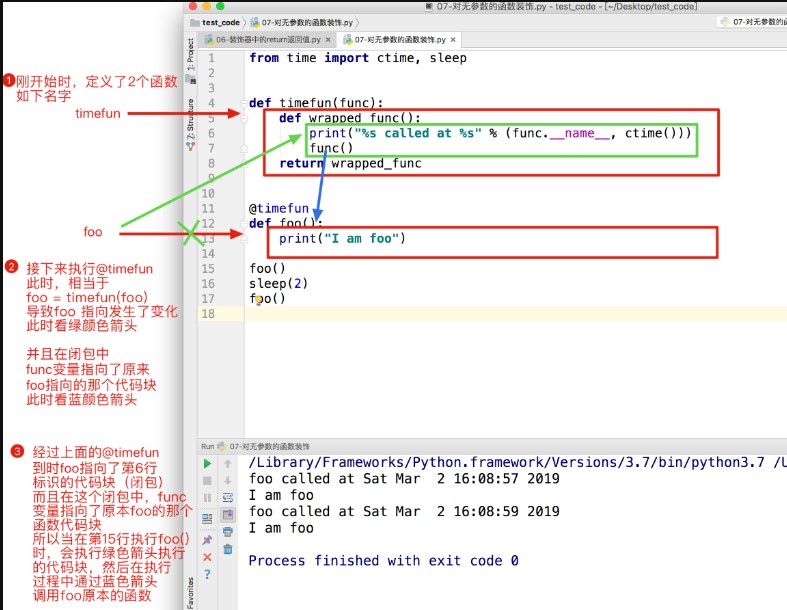 07-对无参数的函数装饰.py - test_code - [~/Desktop/test_code]
test_code
07-对无参数的函数装饰.py
07-对无参数的函
06-装饰器中的return返回值.py ×
07-对无参数的函数装饰.py ×
1: Project
7: Structure
Favorites
1 from time import ctime, sleep
2
3
4 def timefun(func):
5 def wrapped_func():
6 print("%s called at %s" % (func.__name__, ctime()))
7 func()
8 return wrapped_func
9
10
11 @timefun
12 def foo():
13 print("I am foo")
14
15 foo()
16 sleep(2)
17 foo()
18
1 刚开始时，定义了2个函数
如下名字
timefun
foo
2 接下来执行@timefun
此时，相当于
foo = timefun(foo)
导致foo 指向发生了变化
此时看绿颜色箭头
并且在闭包中
func变量指向了原来
foo指向的那个代码块
此时看蓝颜色箭头
3 经过上面的@timefun
到时foo指向了第6行
标识的代码块（闭包）
而且在这个闭包中，func
变量指向了原本foo的那个
函数代码块
所以当在第15行执行foo()
时，会执行绿色箭头执行
的代码块，然后在执行
过程中通过蓝色箭头
调用foo原本的函数
Run 07-对无参数的函数装饰
/Library/Frameworks/Python.framework/Versions/3.7/bin/python3.7 /U
foo called at Sat Mar  2 16:08:57 2019
I am foo
foo called at Sat Mar  2 16:08:59 2019
I am foo
Process finished with exit code 0